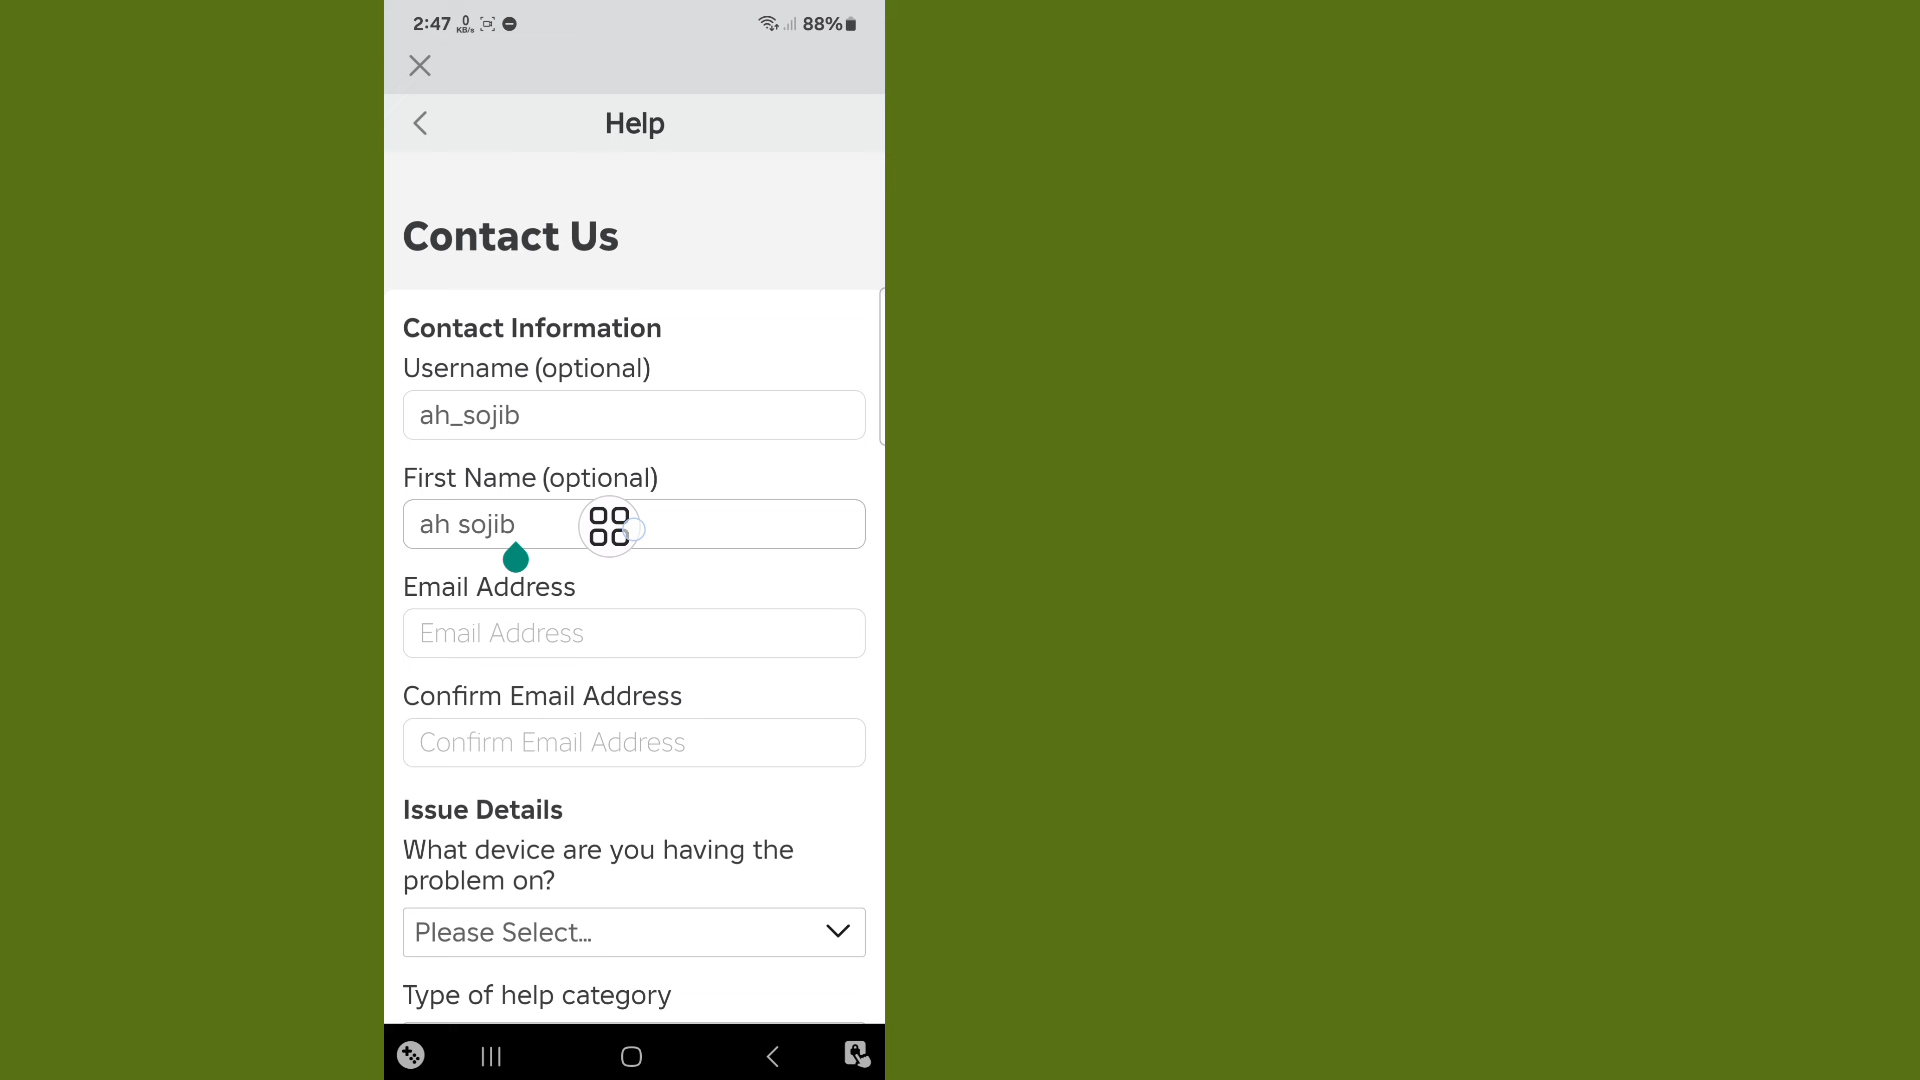 2:47 0 KB/s 88%
Help
Contact Us
Contact Information
Username (optional)
ah_sojib
First Name (optional)
ah sojib
Email Address
Email Address
Confirm Email Address
Confirm Email Address
Issue Details
What device are you having the
problem on?
Please Select...
Type of help category